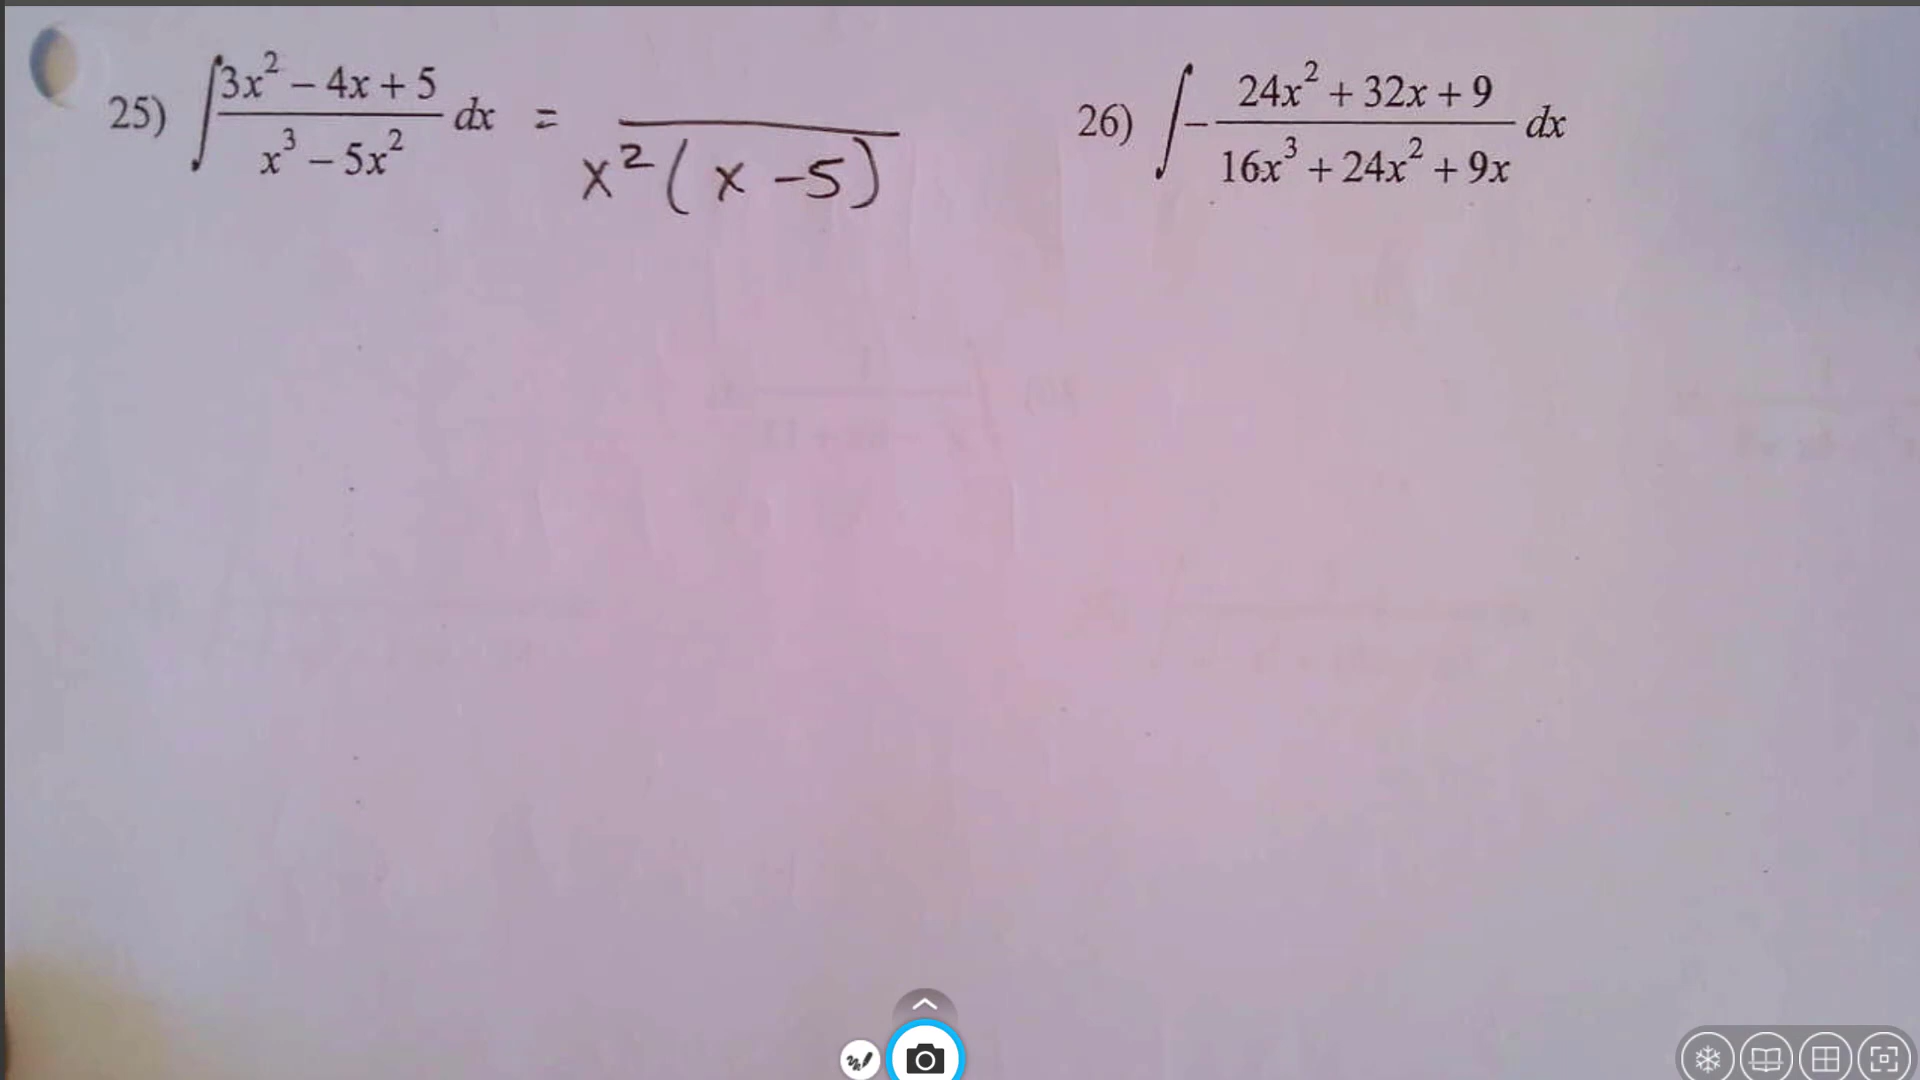 25) ∫ (3x² − 4x + 5)/(x³ − 5x²) dx = ―/(x²(x − 5))
26) ∫ − (24x² + 32x + 9)/(16x³ + 24x² + 9x) dx